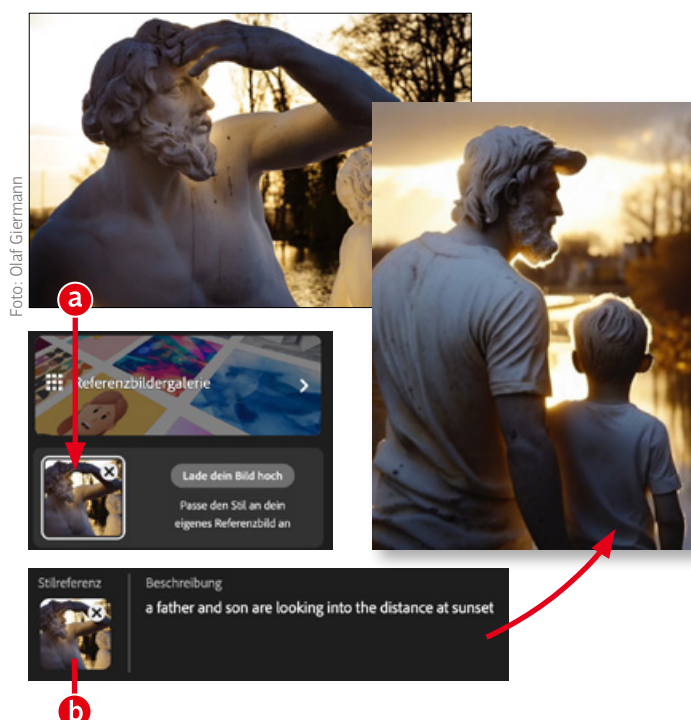 Foto: Olaf Giermann
a
Referenzbildergalerie
Lade dein Bild hoch
Passe den Stil an dein
eigenes Referenzbild an
Stilreferenz
Beschreibung
a father and son are looking into the distance at sunset
b